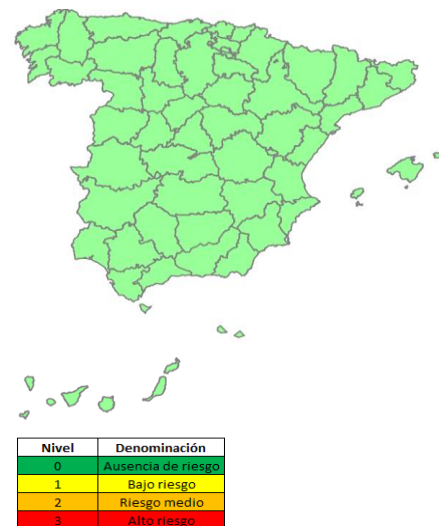 Nivel Denominación
0 Ausencia de riesgo
1 Bajo riesgo
2 Riesgo medio
3 Alto riesgo